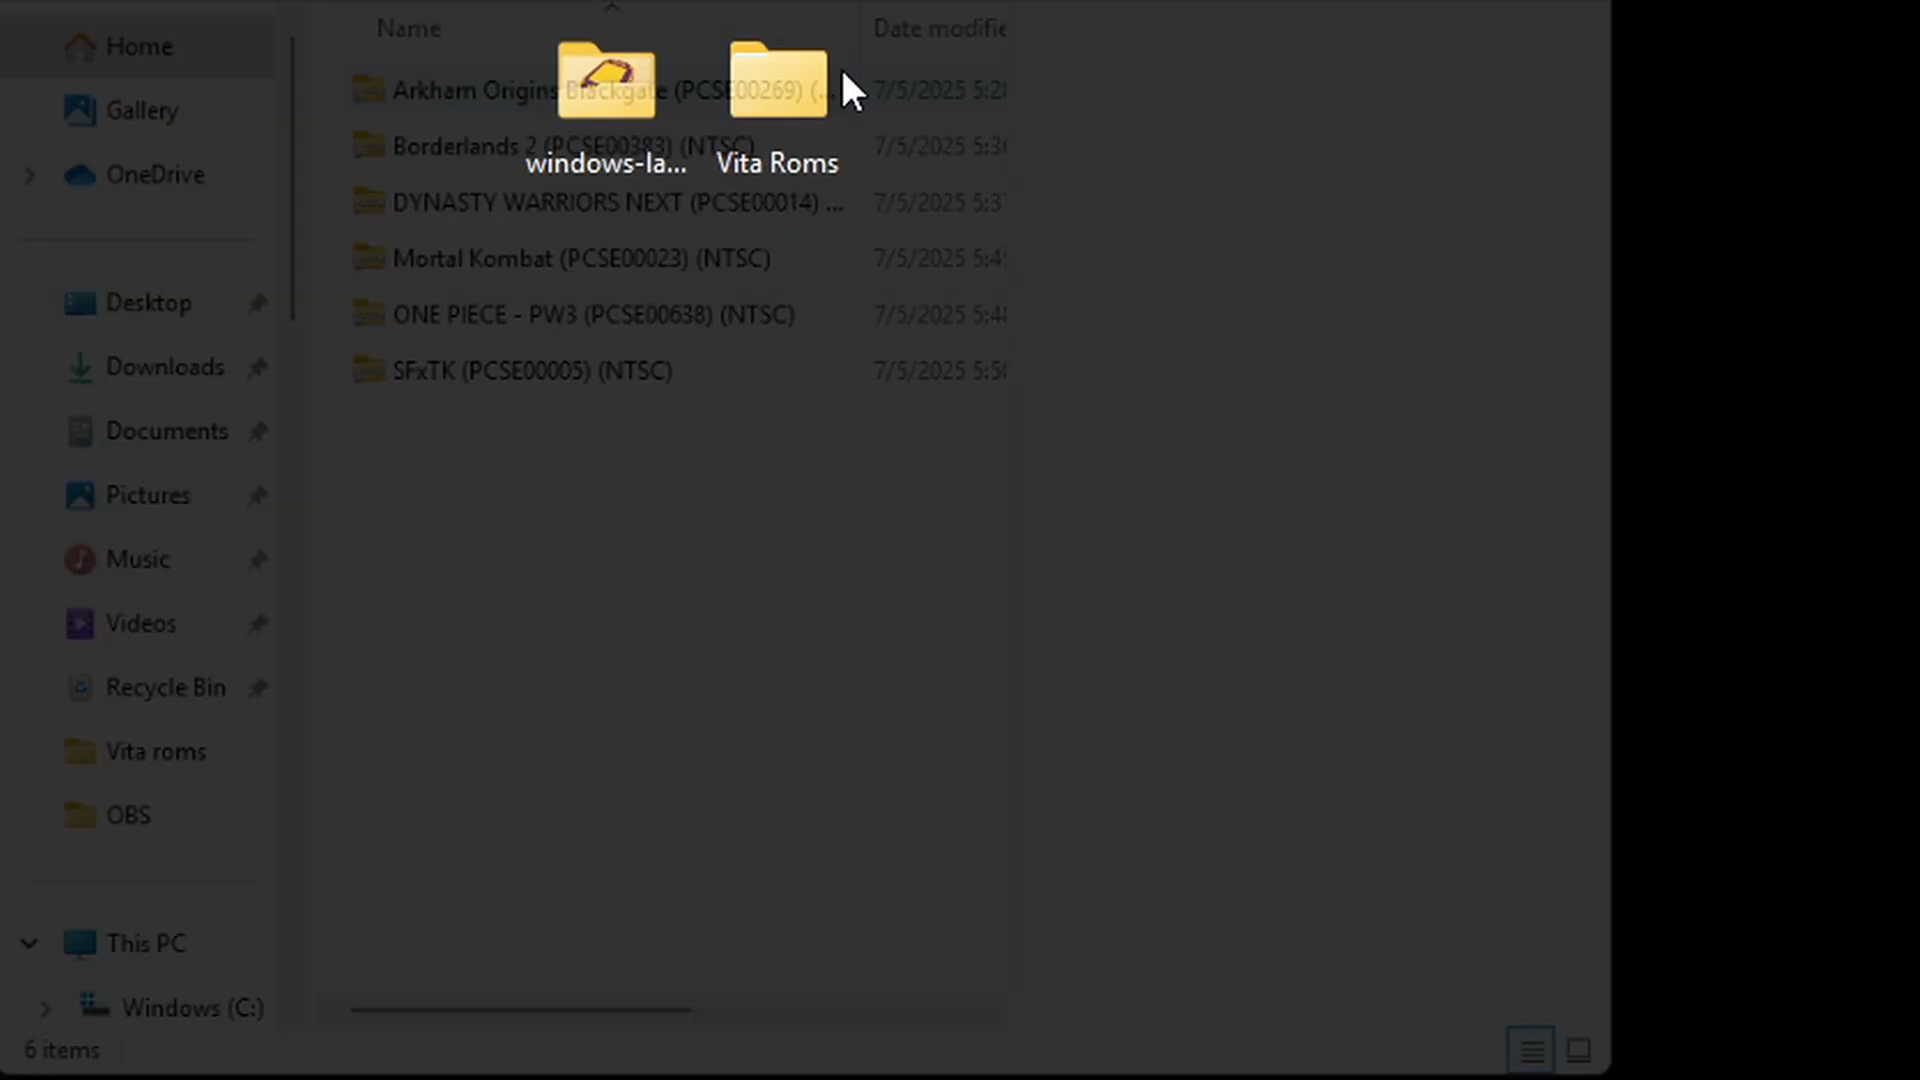 Home
Gallery
OneDrive
Desktop
Downloads
Documents
Pictures
Music
Videos
Recycle Bin
Vita roms
OBS
This PC
Windows (C:)
6 items
Name
Date modifie
Arkham Origins Blackgate (PCSE00269) (... 7/5/2025 5:2
Borderlands 2 (PCSE00383) (NTSC) 7/5/2025 5:3
DYNASTY WARRIORS NEXT (PCSE00014) ... 7/5/2025 5:3
Mortal Kombat (PCSE00023) (NTSC) 7/5/2025 5:4
ONE PIECE - PW3 (PCSE00638) (NTSC) 7/5/2025 5:4
SFxTK (PCSE00005) (NTSC) 7/5/2025 5:5
windows-la...
Vita Roms